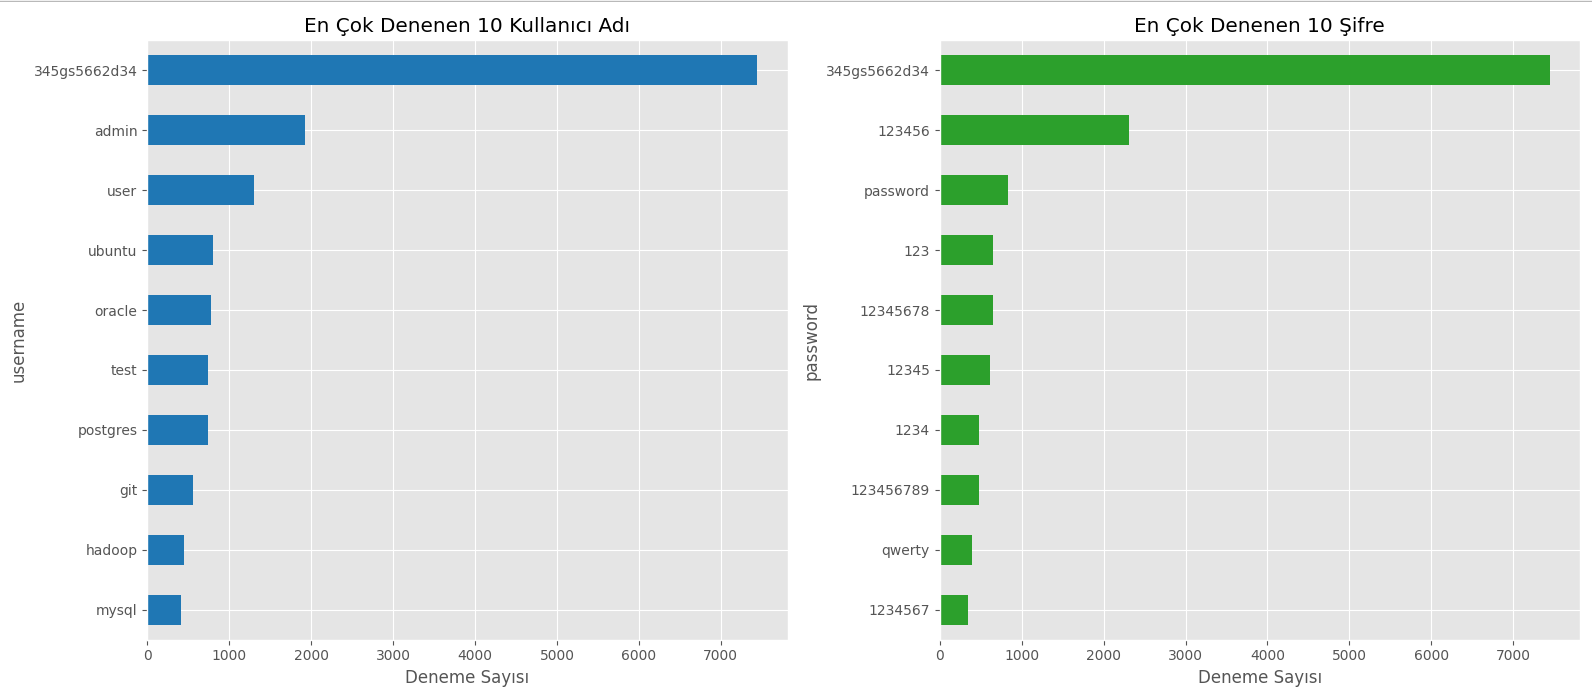 En Çok Denenen 10 Kullanıcı Adı
345gs5662d34
admin
user
ubuntu
oracle
test
postgres
git
hadoop
mysql
username
0 1000 2000 3000 4000 5000 6000 7000
Deneme Sayısı
En Çok Denenen 10 Şifre
345gs5662d34
123456
password
123
12345678
12345
1234
123456789
qwerty
1234567
password
0 1000 2000 3000 4000 5000 6000 7000
Deneme Sayısı